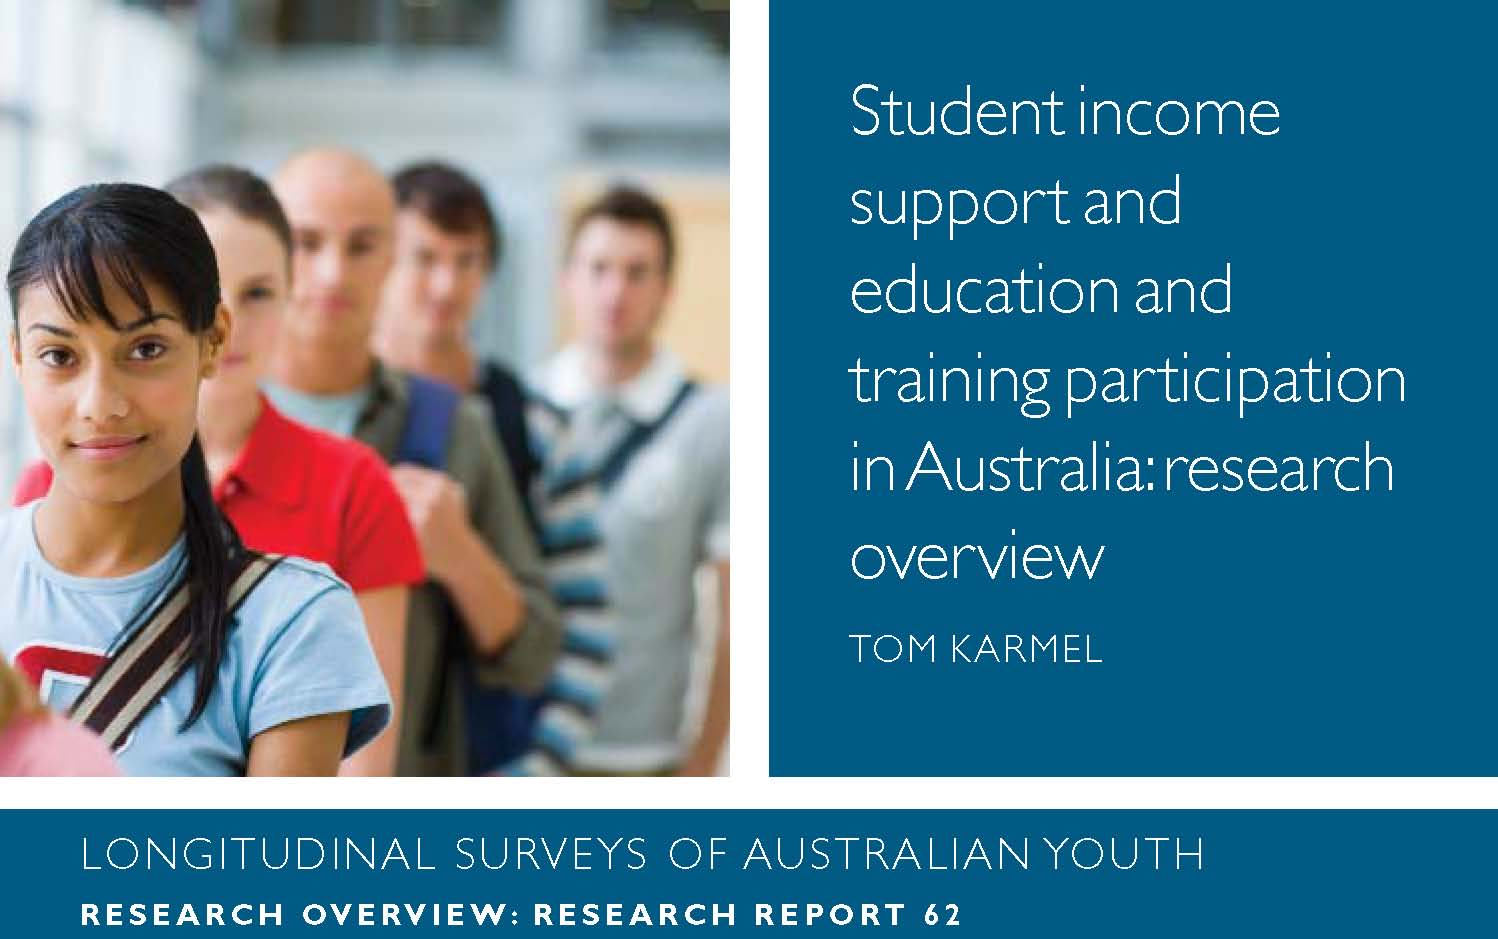 Student income
support and
education and
training participation
in Australia: research
overview
TOM KARMEL
LONGITUDINAL SURVEYS OF AUSTRALIAN YOUTH
RESEARCH OVERVIEW: RESEARCH REPORT 62